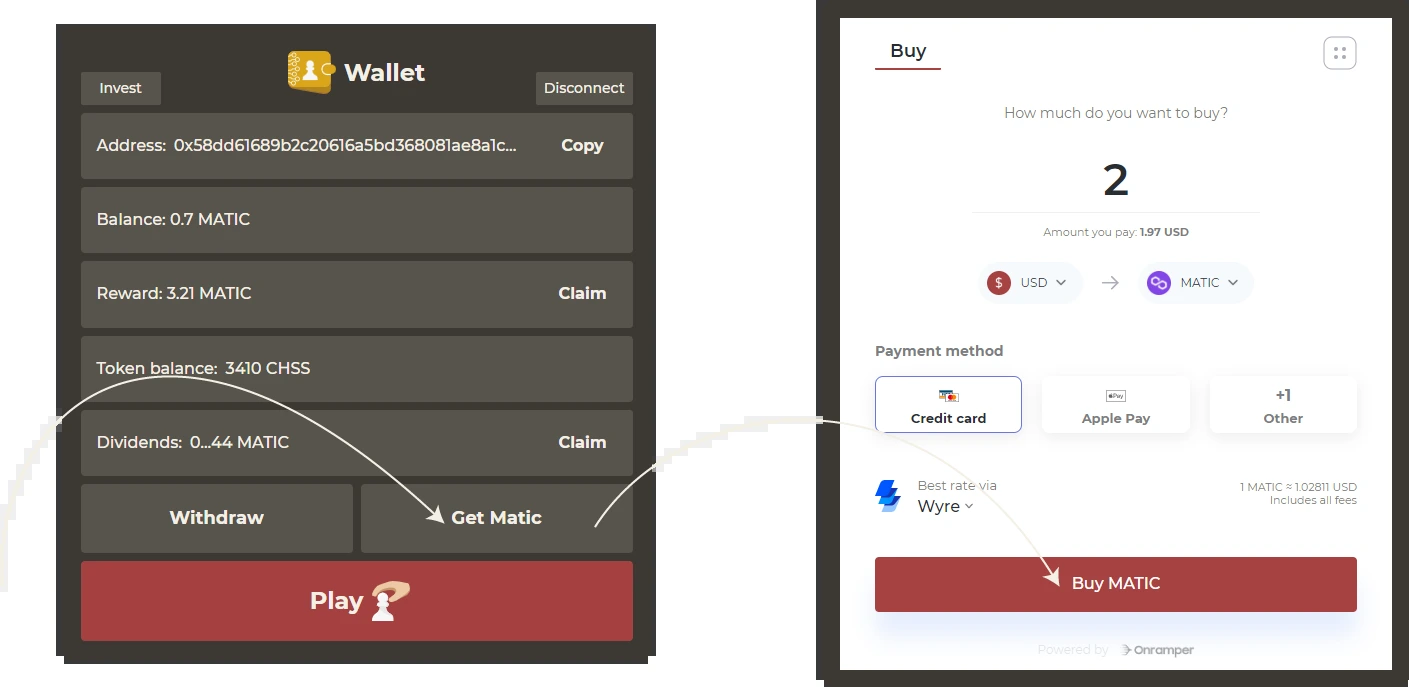 Wallet
Invest
Disconnect
Address: 0x58dd61689b2c20616a5bd368081ae8a1c... Copy
Balance: 0.7 MATIC
Reward: 3.21 MATIC Claim
Token balance: 3410 CHSS
Dividends: 0...44 MATIC Claim
Withdraw
Get Matic
Play
Buy
How much do you want to buy?
2
Amount you pay: 1.97 USD
$ USD
MATIC
Payment method
Credit card
Pay
Apple Pay
+1
Other
Best rate via
Wyre
1 MATIC ≈ 1.02811 USD
Includes all fees
Buy MATIC
Powered by Onramper